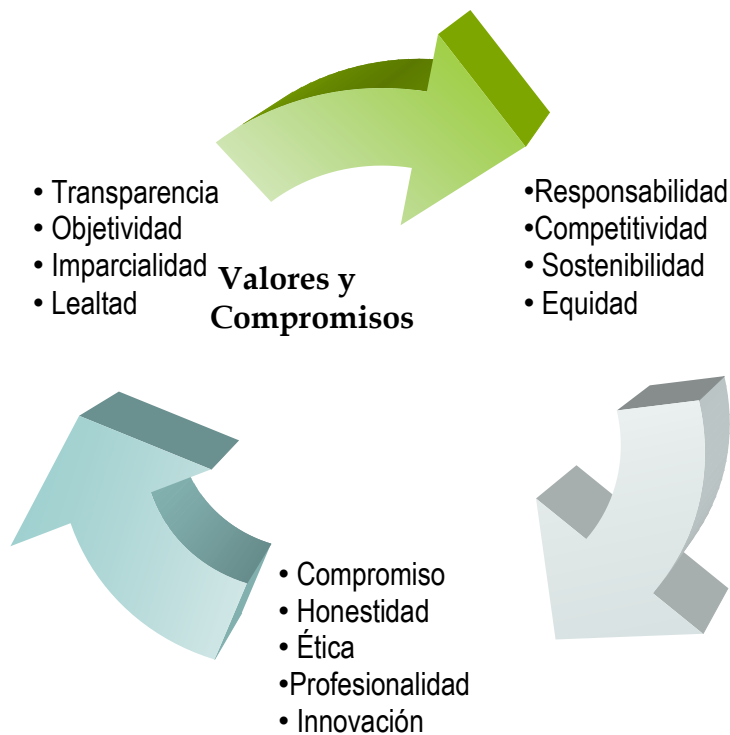 • Transparencia
• Objetividad
• Imparcialidad
• Lealtad
Valores y
Compromisos
•Responsabilidad
•Competitividad
• Sostenibilidad
• Equidad
• Compromiso
• Honestidad
• Ética
•Profesionalidad
• Innovación